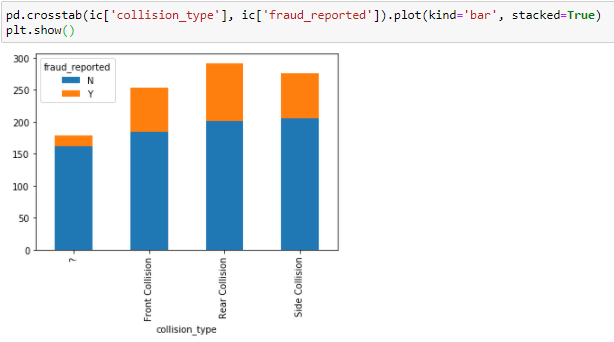 pd.crosstab(ic['collision_type'], ic['fraud_reported']).plot(kind='bar', stacked=True)
plt.show()
fraud_reported
N
Y
300
250
200
150
100
50
0
?
Front Collision
Rear Collision
Side Collision
collision_type